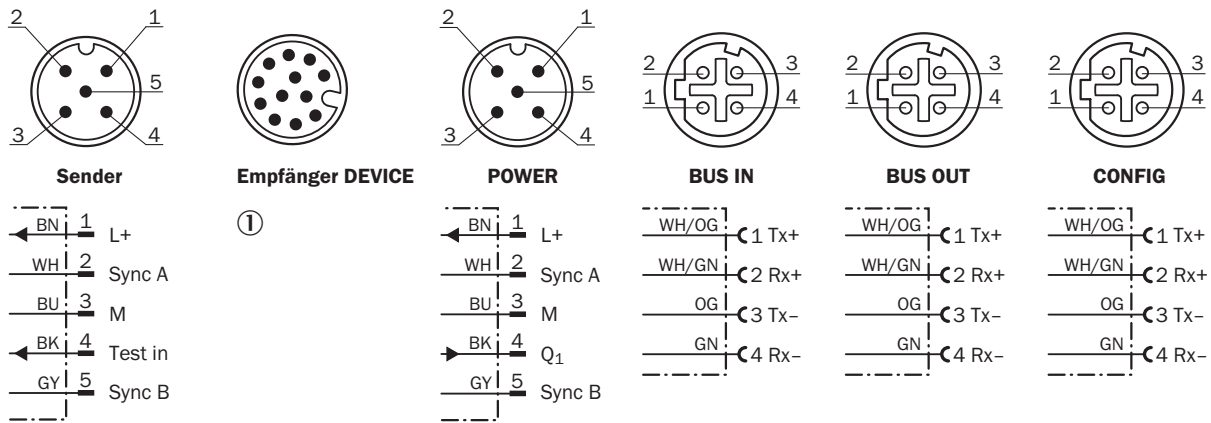 2 1
5
3 4
Sender
BN 1 L+
WH 2 Sync A
BU 3 M
BK 4 Test in
GY 5 Sync B
Empfänger DEVICE
①
2 1
5
3 4
POWER
BN 1 L+
WH 2 Sync A
BU 3 M
BK 4 Q₁
GY 5 Sync B
2 3
1 4
BUS IN
WH/OG 1 Tx+
WH/GN 2 Rx+
OG 3 Tx–
GN 4 Rx–
2 3
1 4
BUS OUT
WH/OG 1 Tx+
WH/GN 2 Rx+
OG 3 Tx–
GN 4 Rx–
2 3
1 4
CONFIG
WH/OG 1 Tx+
WH/GN 2 Rx+
OG 3 Tx–
GN 4 Rx–